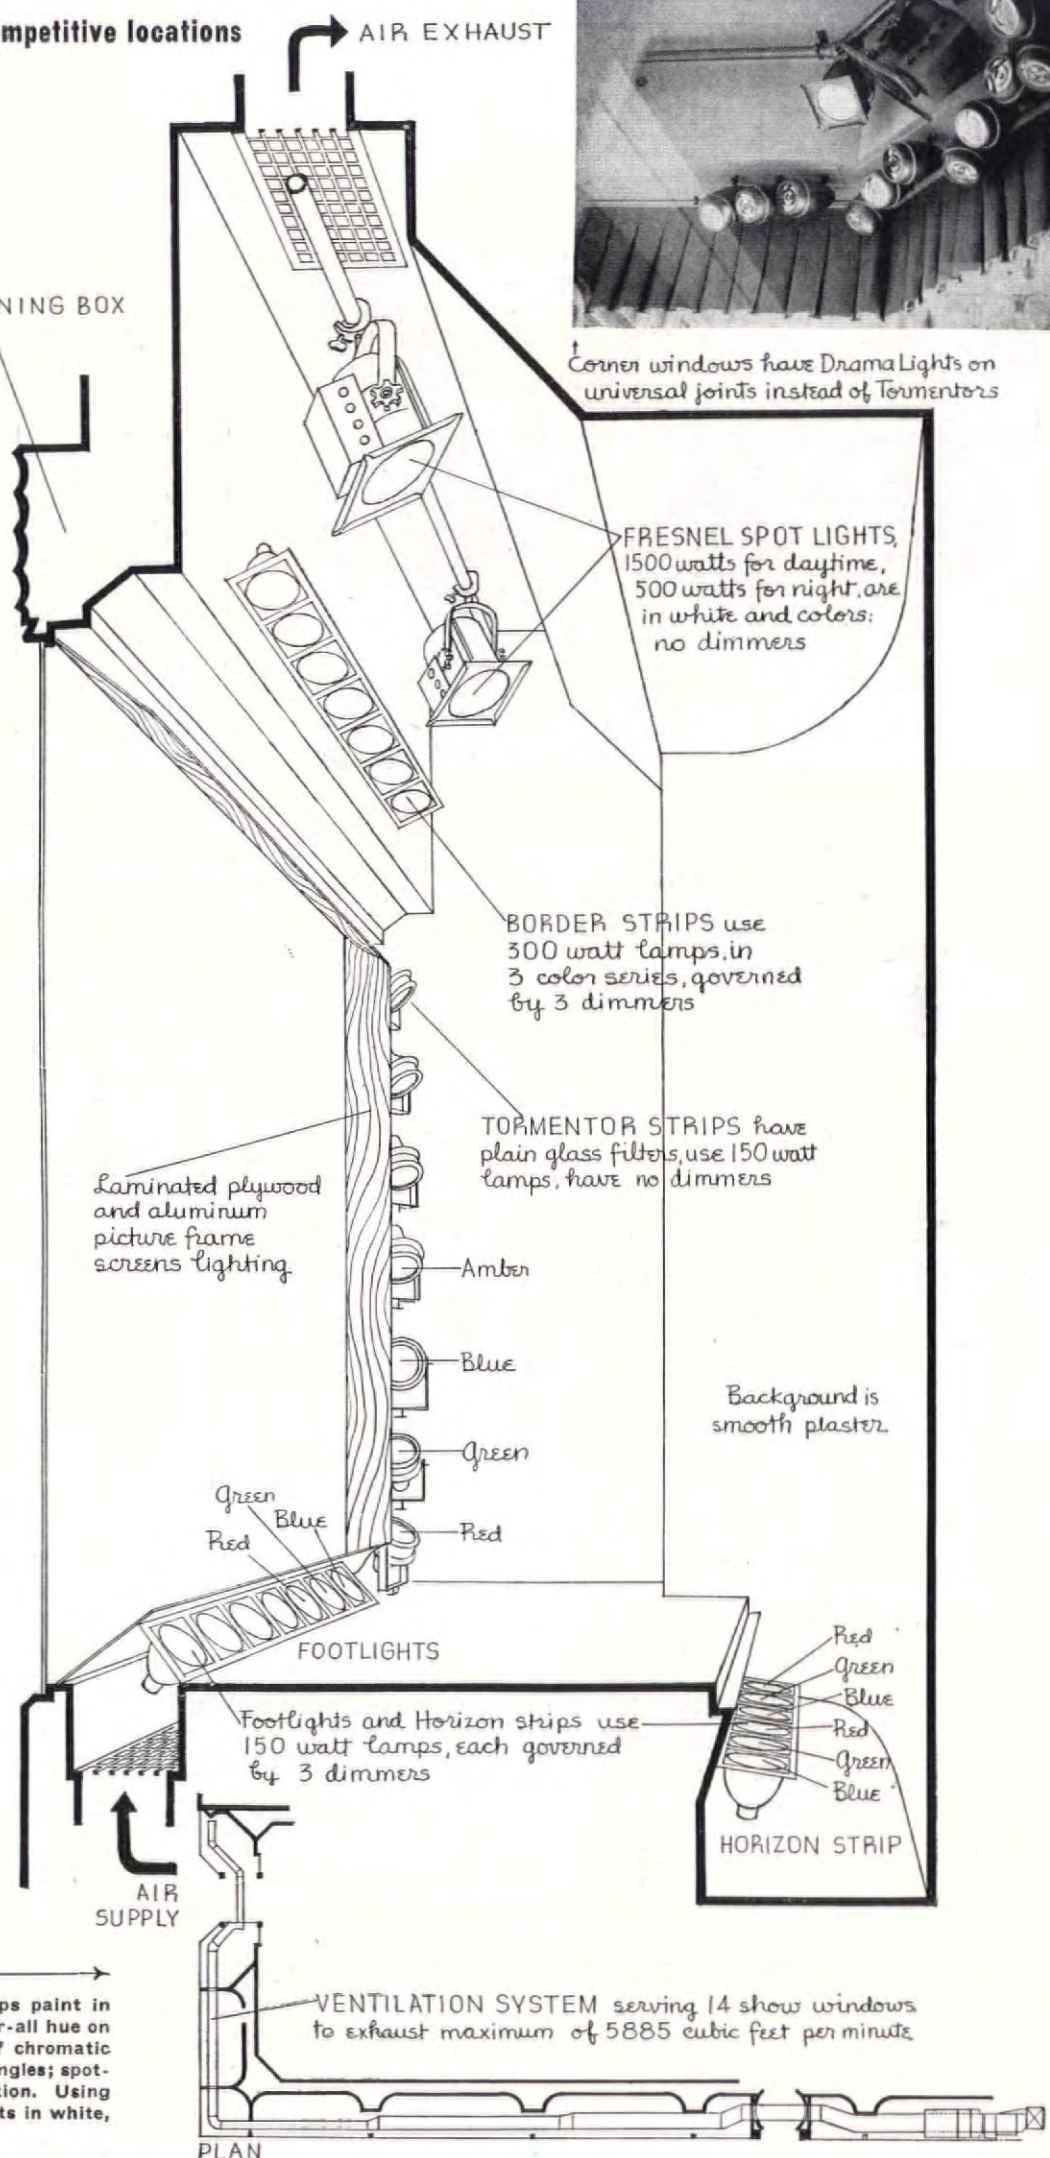 mpetitive locations
AIR EXHAUST
NING BOX
Corner windows have Drama Lights on
universal joints instead of Tormentors
FRESNEL SPOT LIGHTS,
1500 watts for daytime,
500 watts for night, are
in white and colors:
no dimmers
BORDER STRIPS use
300 watt lamps, in
3 color series, governed
by 3 dimmers
TORMENTOR STRIPS have
plain glass filters, use 150 watt
lamps, have no dimmers
Laminated plywood
and aluminum
picture frame
screens lighting
Amber
Blue
Green
Red
Background is
smooth plaster
Green
Blue
Red
FOOTLIGHTS
Footlights and Horizon strips use
150 watt lamps, each governed
by 3 dimmers
Red
Green
Blue
Red
Green
Blue
HORIZON STRIP
AIR
SUPPLY
VENTILATION SYSTEM serving 14 show windows
to exhaust maximum of 5885 cubic feet per minute
PLAN
ps paint in
r-all hue on
f chromatic
ngles; spot-
tion. Using
ts in white,